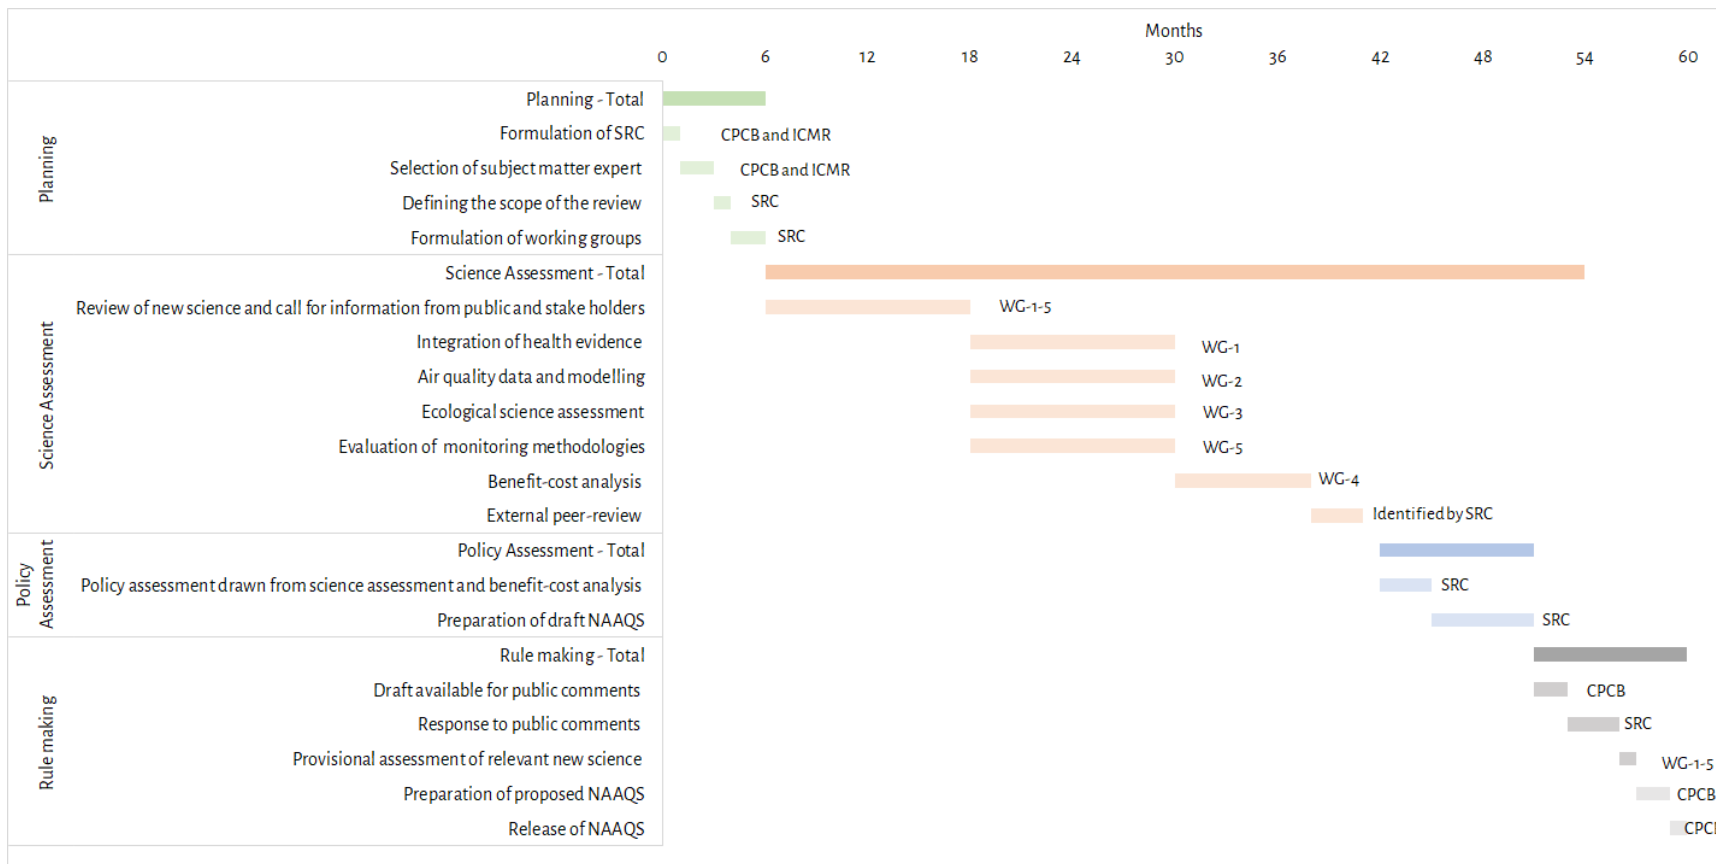 Months
0 6 12 18 24 30 36 42 48 54 60
Planning
Planning - Total
Formulation of SRC CPCB and ICMR
Selection of subject matter expert CPCB and ICMR
Defining the scope of the review SRC
Formulation of working groups SRC
Science Assessment
Science Assessment - Total
Review of new science and call for information from public and stake holders WG-1-5
Integration of health evidence WG-1
Air quality data and modelling WG-2
Ecological science assessment WG-3
Evaluation of monitoring methodologies WG-5
Benefit-cost analysis WG-4
External peer-review Identified by SRC
Policy
Assessment
Policy Assessment - Total
Policy assessment drawn from science assessment and benefit-cost analysis SRC
Preparation of draft NAAQS SRC
Rule making
Rule making - Total
Draft available for public comments CPCB
Response to public comments SRC
Provisional assessment of relevant new science WG-1-5
Preparation of proposed NAAQS CPCB
Release of NAAQS